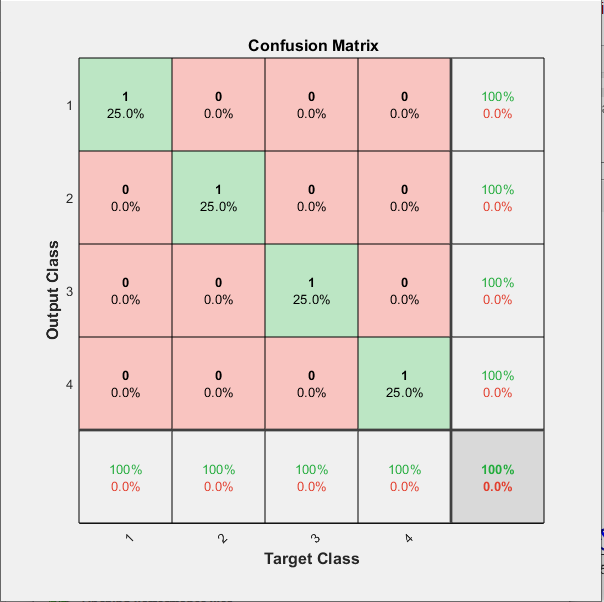 Confusion Matrix
1 0 0 0 100%
1 25.0% 0.0% 0.0% 0.0% 0.0%
0 1 0 0 100%
2 0.0% 25.0% 0.0% 0.0% 0.0%
0 0 1 0 100%
3 0.0% 0.0% 25.0% 0.0% 0.0%
0 0 0 1 100%
4 0.0% 0.0% 0.0% 25.0% 0.0%
100% 100% 100% 100% 100%
0.0% 0.0% 0.0% 0.0% 0.0%
1 2 3 4
Target Class
Output Class